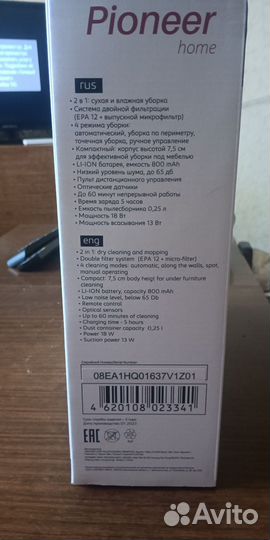 Pioneer
home
rus
• 2 в 1: сухая и влажная уборка
• Система двойной фильтрации
(EPA 12 + выпускной микрофильтр)
• 4 режима уборки:
автоматический, уборка по периметру,
точечная уборка, ручное управление
• Компактный: корпус высотой 7,5 см
для эффективной уборки под мебелью
• LI-ION батарея, емкость 800 mAh
• Низкий уровень шума, до 65 дБ
• Пульт дистанционного управления
• Оптические датчики
• До 60 минут непрерывной работы
• Время заряда 5 часов
• Емкость пылесборника 0,25 л
• Мощность 18 Вт
• Мощность всасывания 13 Вт
eng
• 2 in 1: dry cleaning and mopping
• Double filter system (EPA 12 + micro-filter)
• 4 cleaning modes: automatic, along the walls, spot,
manual operating
• Compact: 7,5 cm body height for under furniture
cleaning
• LI-ION battery, capacity 800 mAh
• Low noise level, below 65 Db
• Remote control
• Optical sensors
• Up to 60 minutes of cleaning
• Charging time - 5 hours
• Dust container capacity 0,25 l
• Power 18 W
• Suction power 13 W
08EA1HQ01637V1Z01
4 620108 023341
EAC
Avito